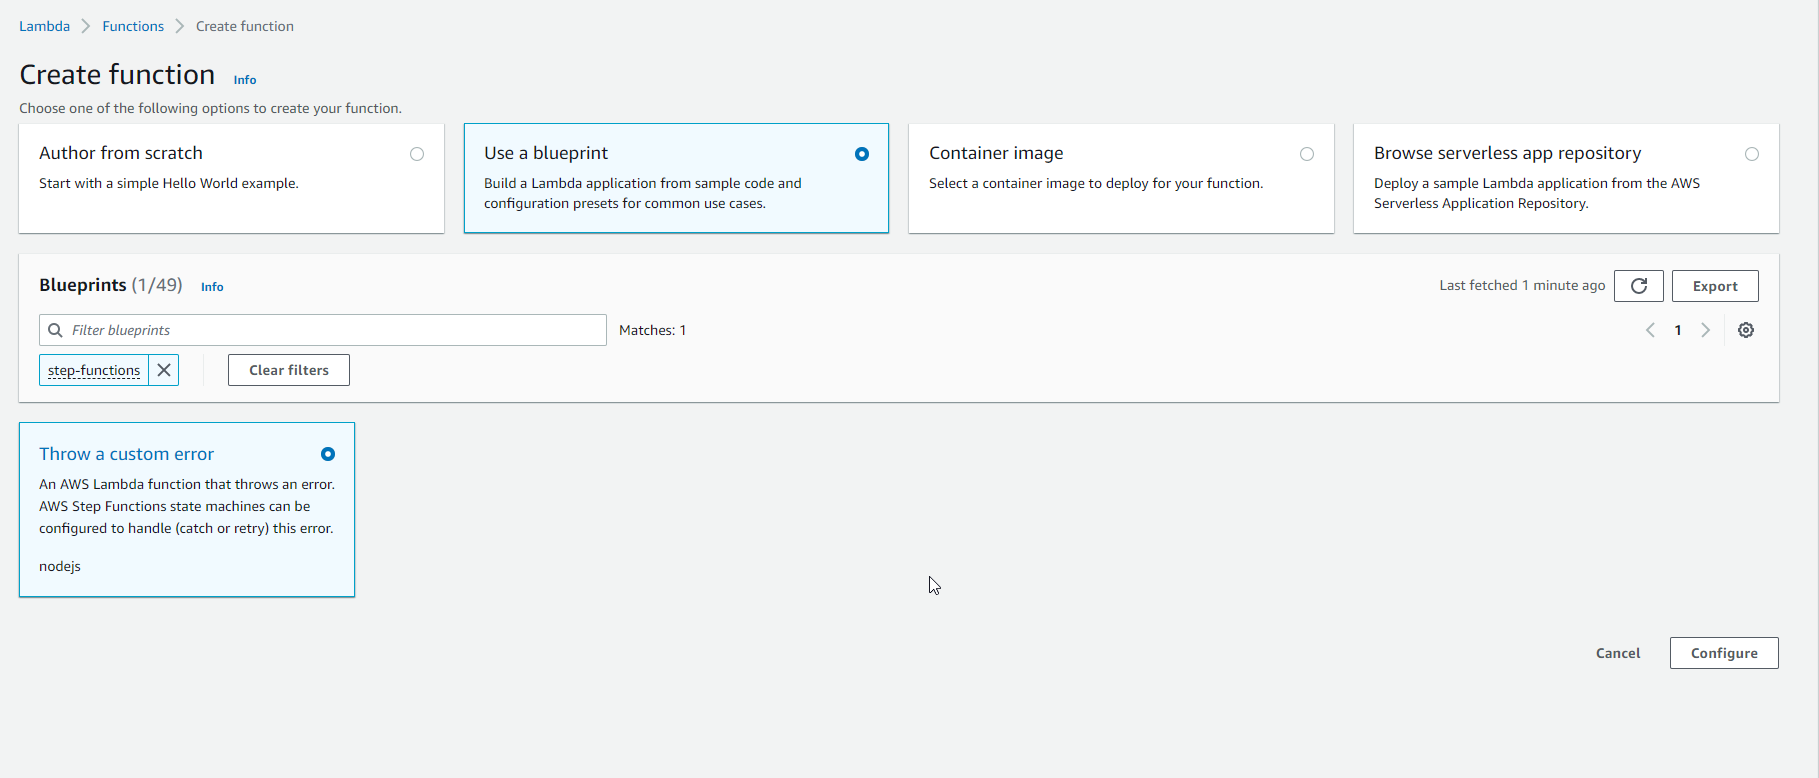 Lambda > Functions > Create function
Create function Info
Choose one of the following options to create your function.
Author from scratch
Start with a simple Hello World example.
Use a blueprint
Build a Lambda application from sample code and
configuration presets for common use cases.
Container image
Select a container image to deploy for your function.
Browse serverless app repository
Deploy a sample Lambda application from the AWS
Serverless Application Repository.
Blueprints (1/49) Info
Last fetched 1 minute ago
Export
Filter blueprints
Matches: 1
1
step-functions
Clear filters
Throw a custom error
An AWS Lambda function that throws an error.
AWS Step Functions state machines can be
configured to handle (catch or retry) this error.
nodejs
Cancel
Configure